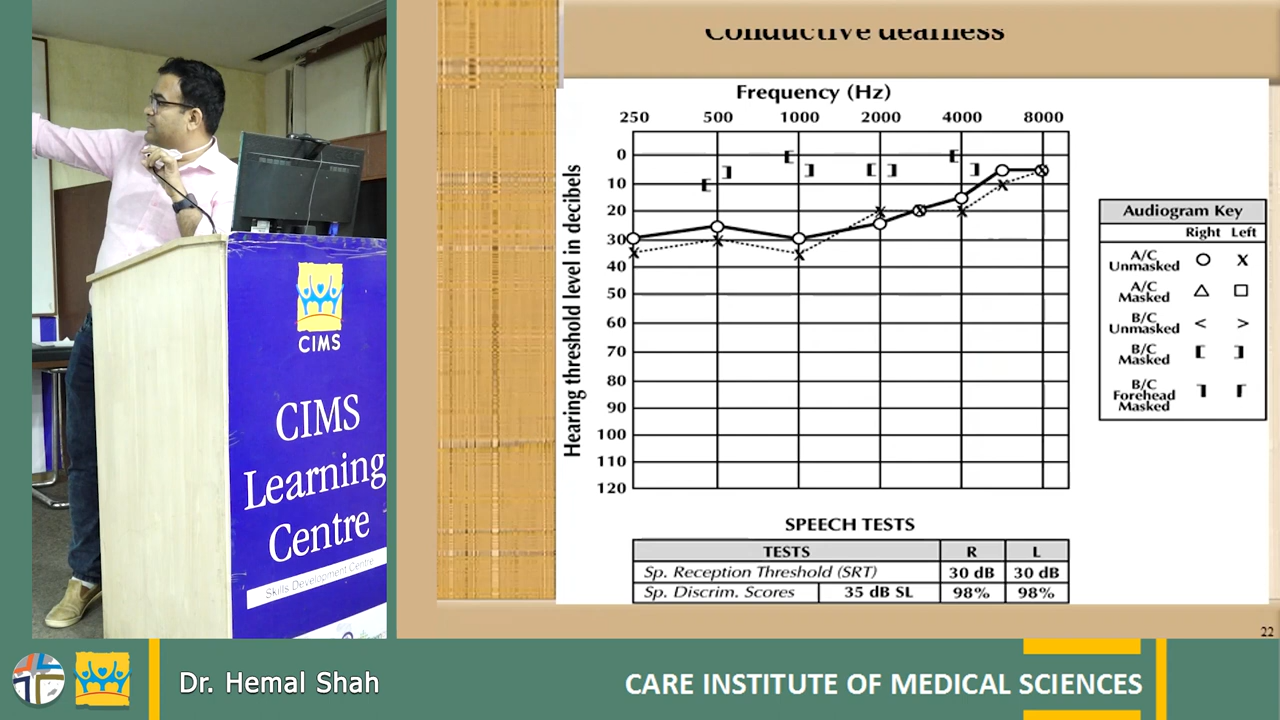 Conductive deafness
Frequency (Hz)
250 500 1000 2000 4000 8000
Hearing threshold level in decibels
0
10
20
30
40
50
60
70
80
90
100
110
120
Audiogram Key
Right Left
A/C Unmasked O X
A/C Masked △ □
B/C Unmasked < >
B/C Masked [ ]
B/C Forehead Masked ┐ ┌
SPEECH TESTS
TESTS R L
Sp. Reception Threshold (SRT) 30 dB 30 dB
Sp. Discrim. Scores 35 dB SL 98% 98%
22
CIMS
CIMS
Learning
Centre
Skills Development Centre
Dr. Hemal Shah
CARE INSTITUTE OF MEDICAL SCIENCES